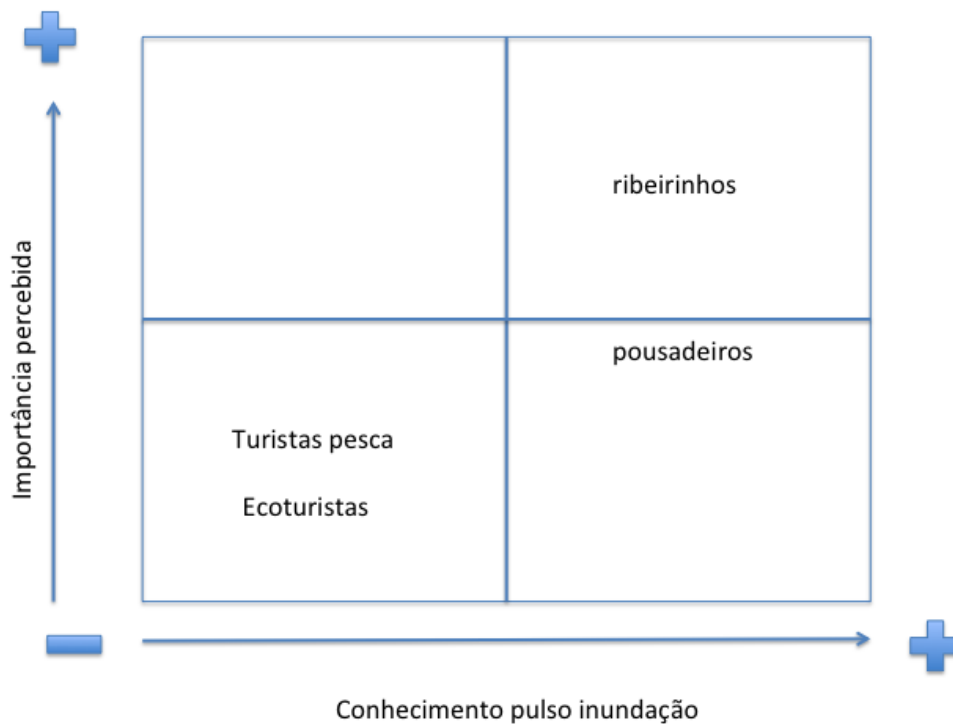 Importância percebida
ribeirinhos
pousadeiros
Turistas pesca
Ecoturistas
Conhecimento pulso inundação